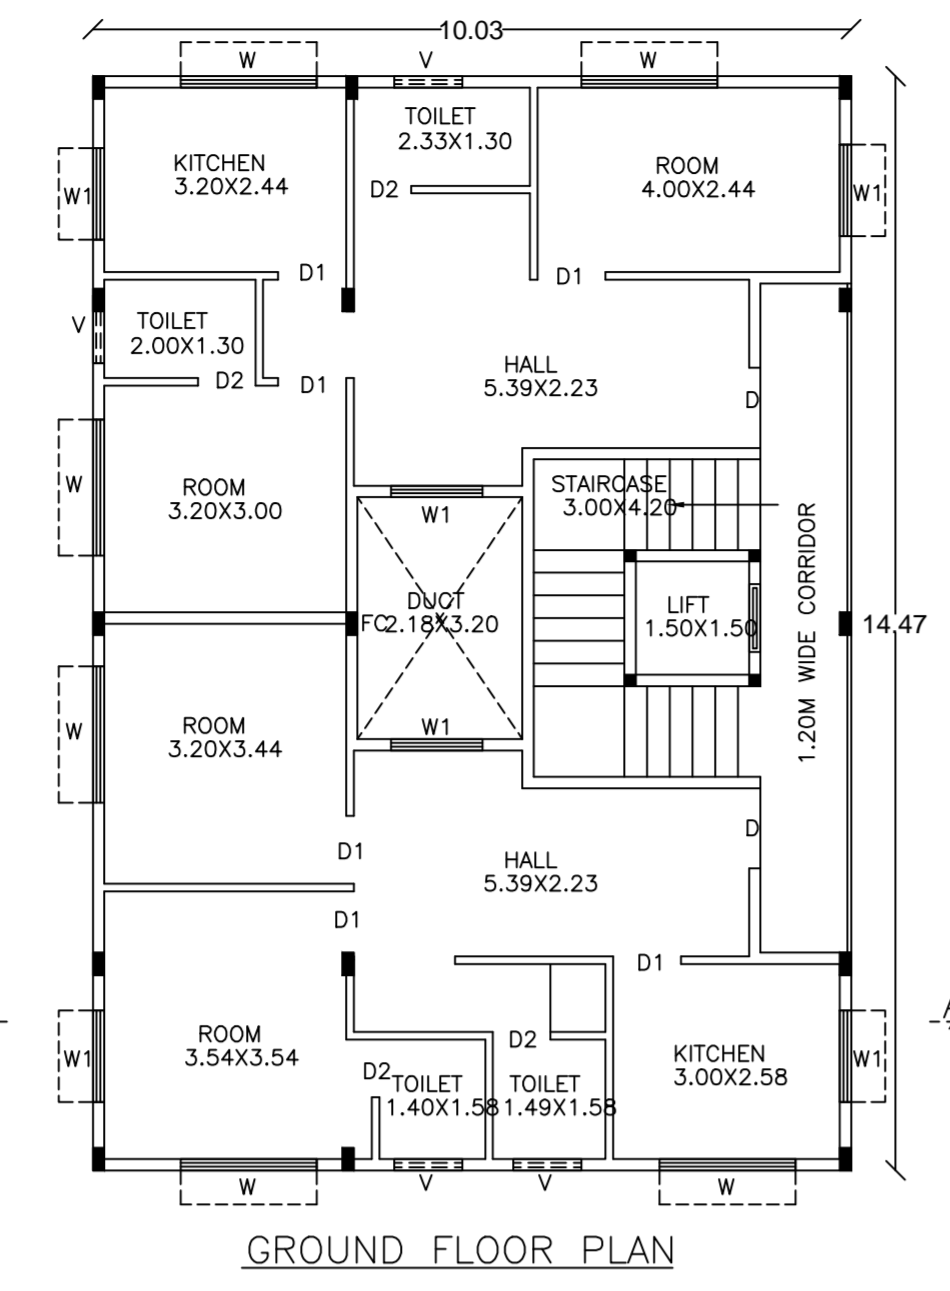 10.03
W
V
W
TOILET
2.33X1.30
KITCHEN
3.20X2.44
ROOM
4.00X2.44
W1
D2
W1
D1
D1
V
TOILET
2.00X1.30
HALL
5.39X2.23
D2
D1
D
W
ROOM
3.20X3.00
STAIRCASE
3.00X4.20
W1
1.20M WIDE CORRIDOR
DUCT
FC
2.18X3.20
LIFT
1.50X1.50
14.47
W
ROOM
3.20X3.44
W1
D
D1
HALL
5.39X2.23
D1
D1
ROOM
3.54X3.54
D2
W1
KITCHEN
3.00X2.58
W1
D2
TOILET
1.40X1.58
TOILET
1.49X1.58
W
V
V
W
GROUND FLOOR PLAN